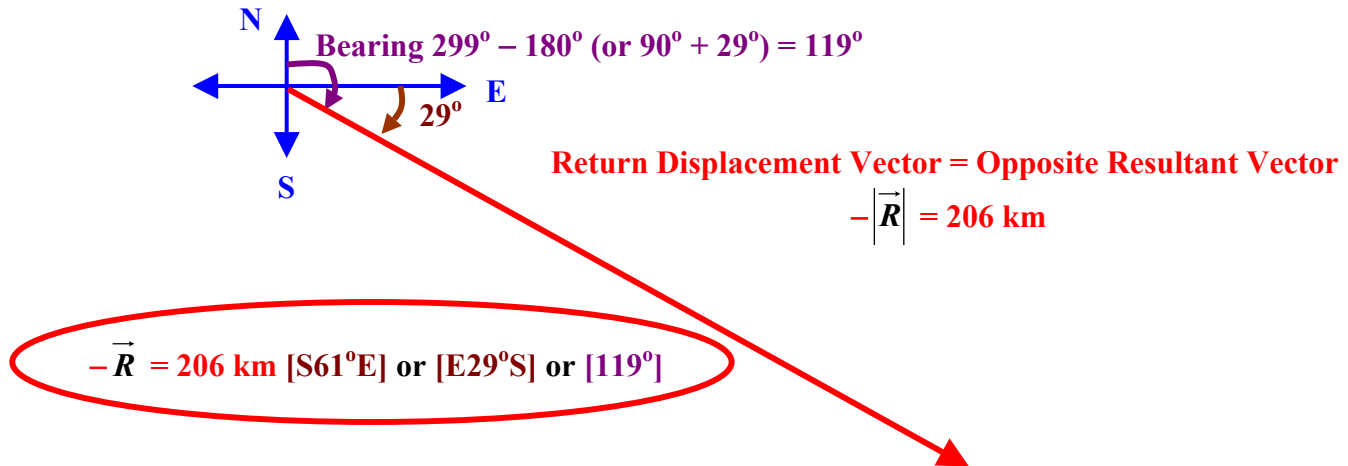 N
Bearing 299° – 180° (or 90° + 29°) = 119°
E
29°
S
Return Displacement Vector = Opposite Resultant Vector
–|R⃗| = 206 km
–R⃗ = 206 km [S61°E] or [E29°S] or [119°]